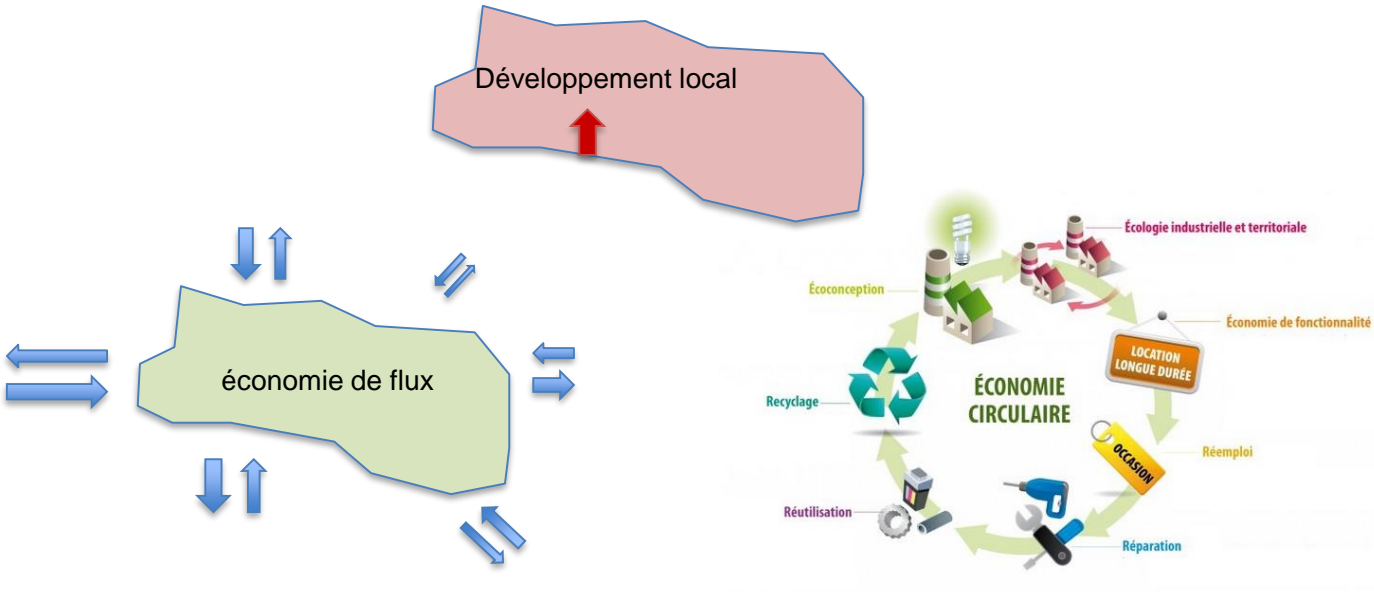 Développement local
économie de flux
Écologie industrielle et territoriale
Écoconception
Économie de fonctionnalité
LOCATION
LONGUE DURÉE
ÉCONOMIE
CIRCULAIRE
Recyclage
OCCASION
Réemploi
Réutilisation
Réparation